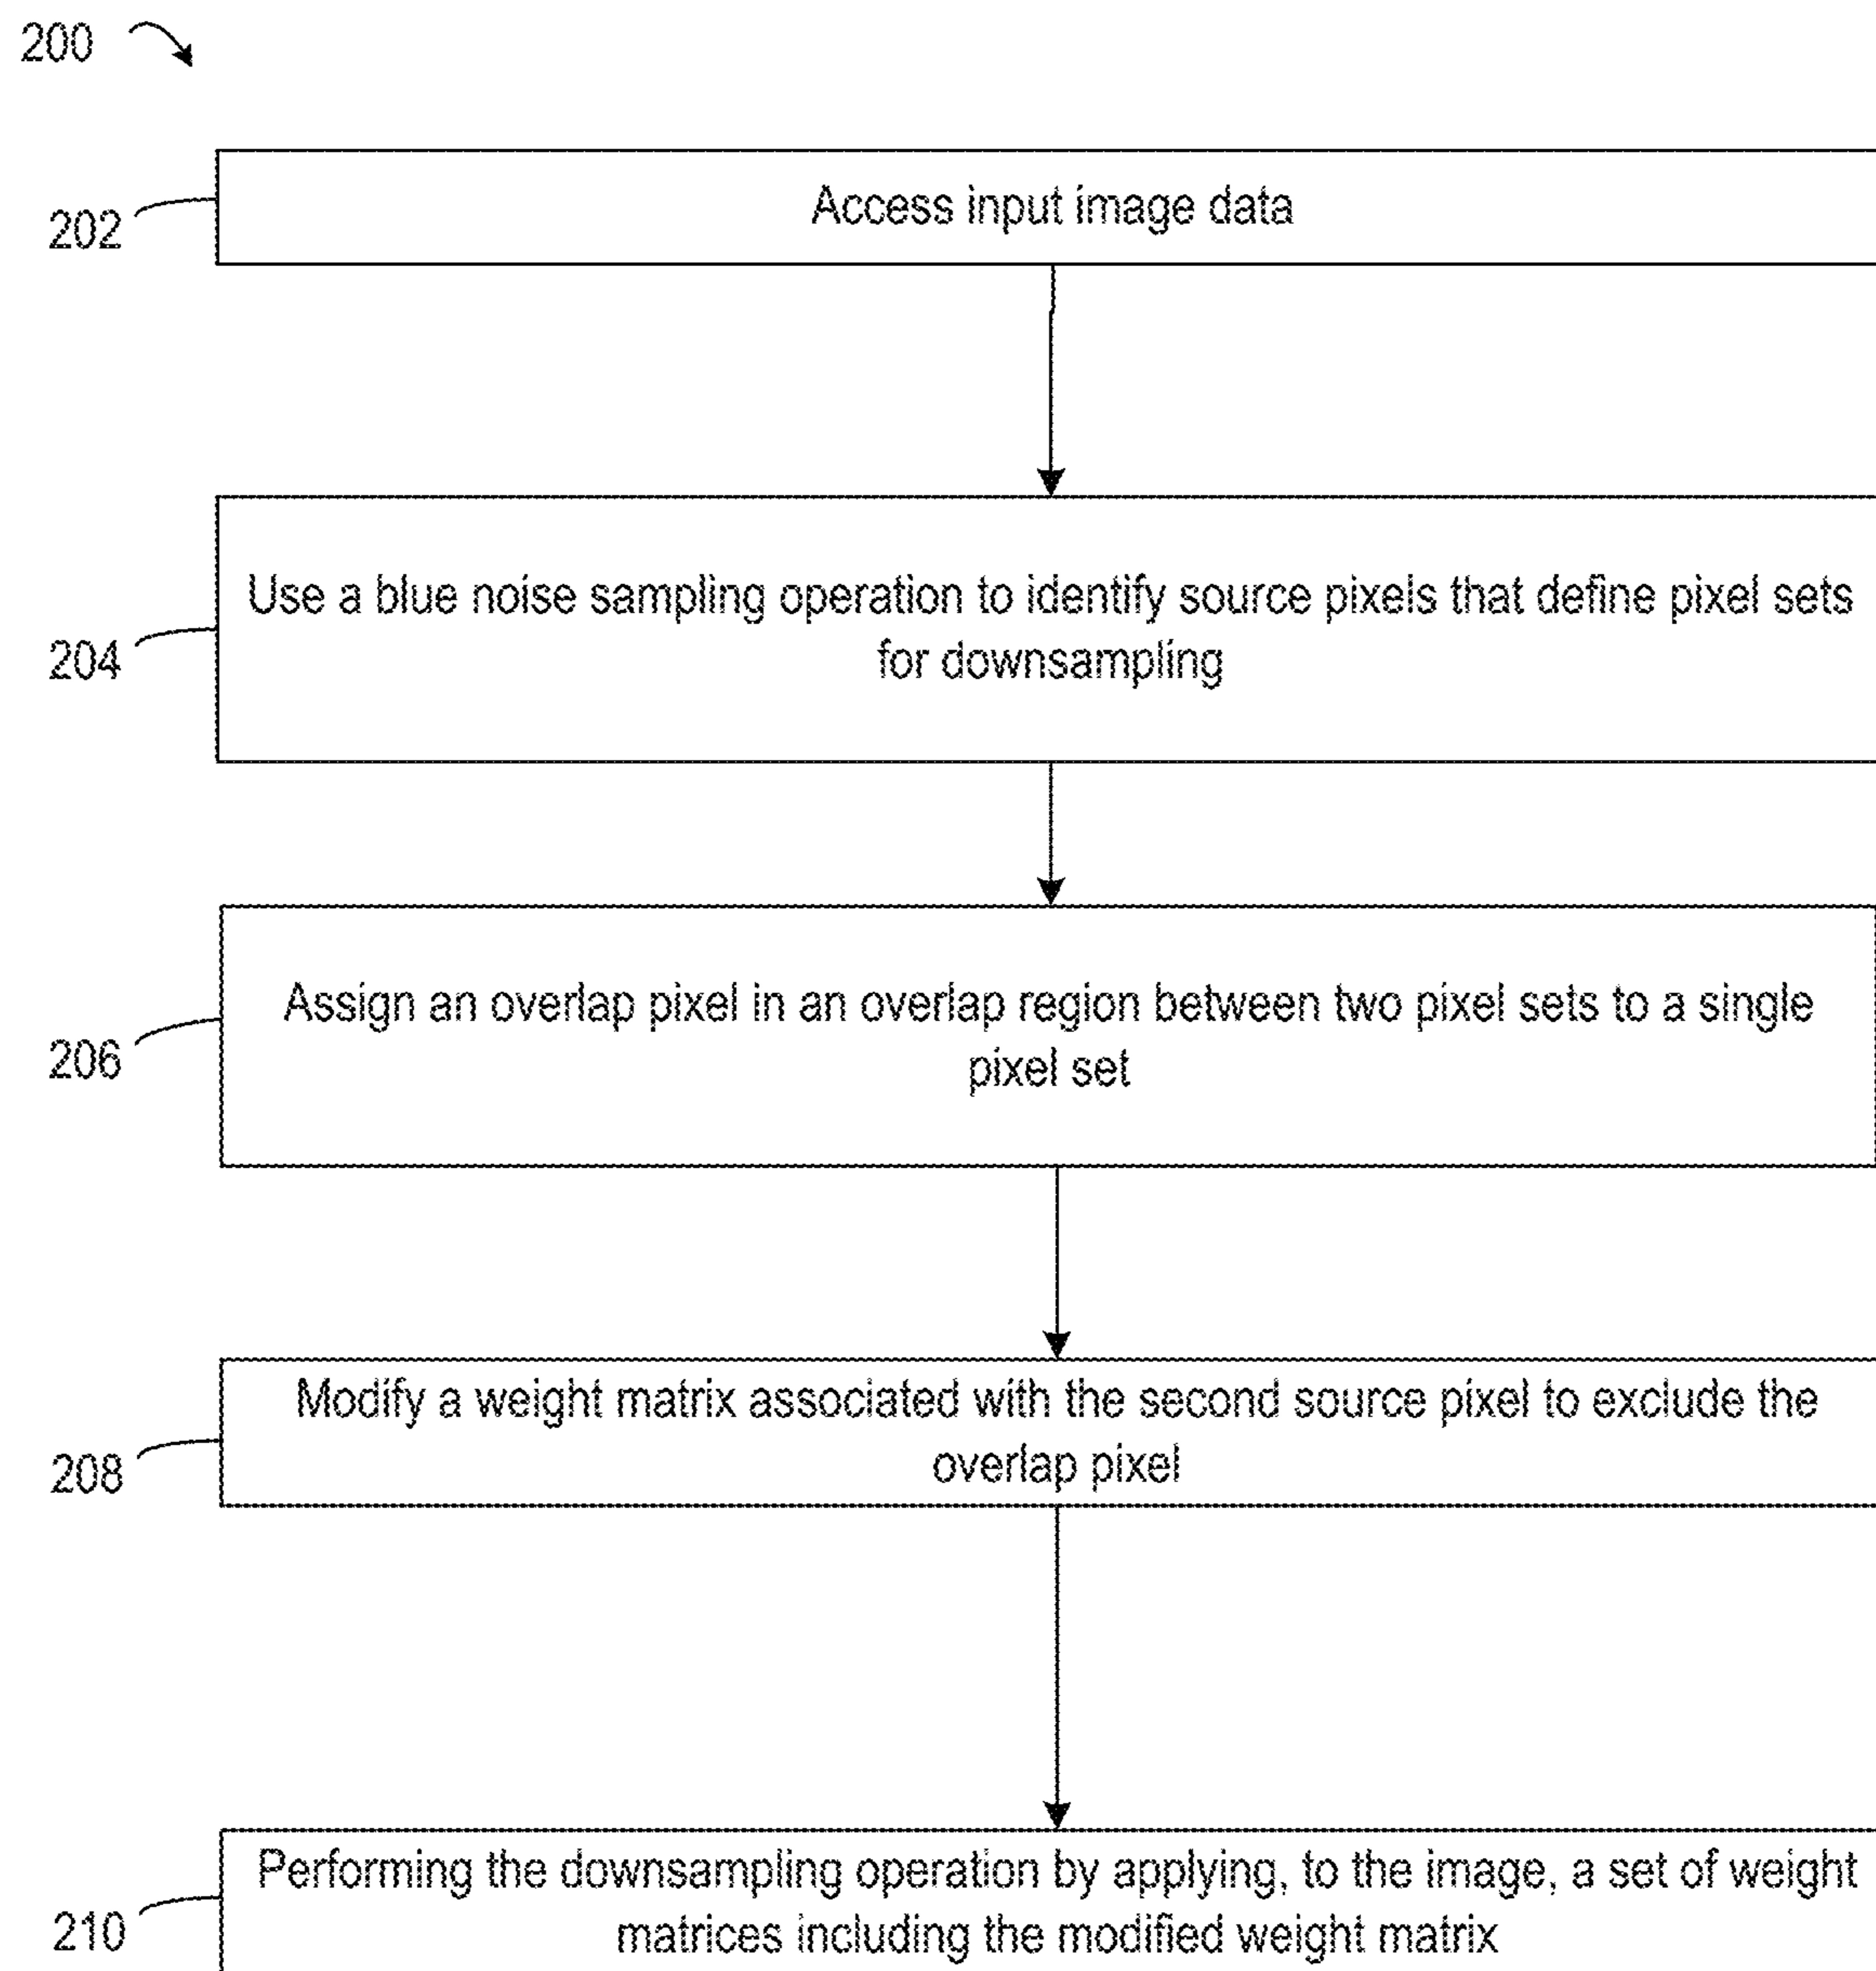 200
Access input image data
202
Use a blue noise sampling operation to identify source pixels that define pixel sets
for downsampling
204
Assign an overlap pixel in an overlap region between two pixel sets to a single
pixel set
206
Modify a weight matrix associated with the second source pixel to exclude the
overlap pixel
208
Performing the downsampling operation by applying, to the image, a set of weight
matrices including the modified weight matrix
210